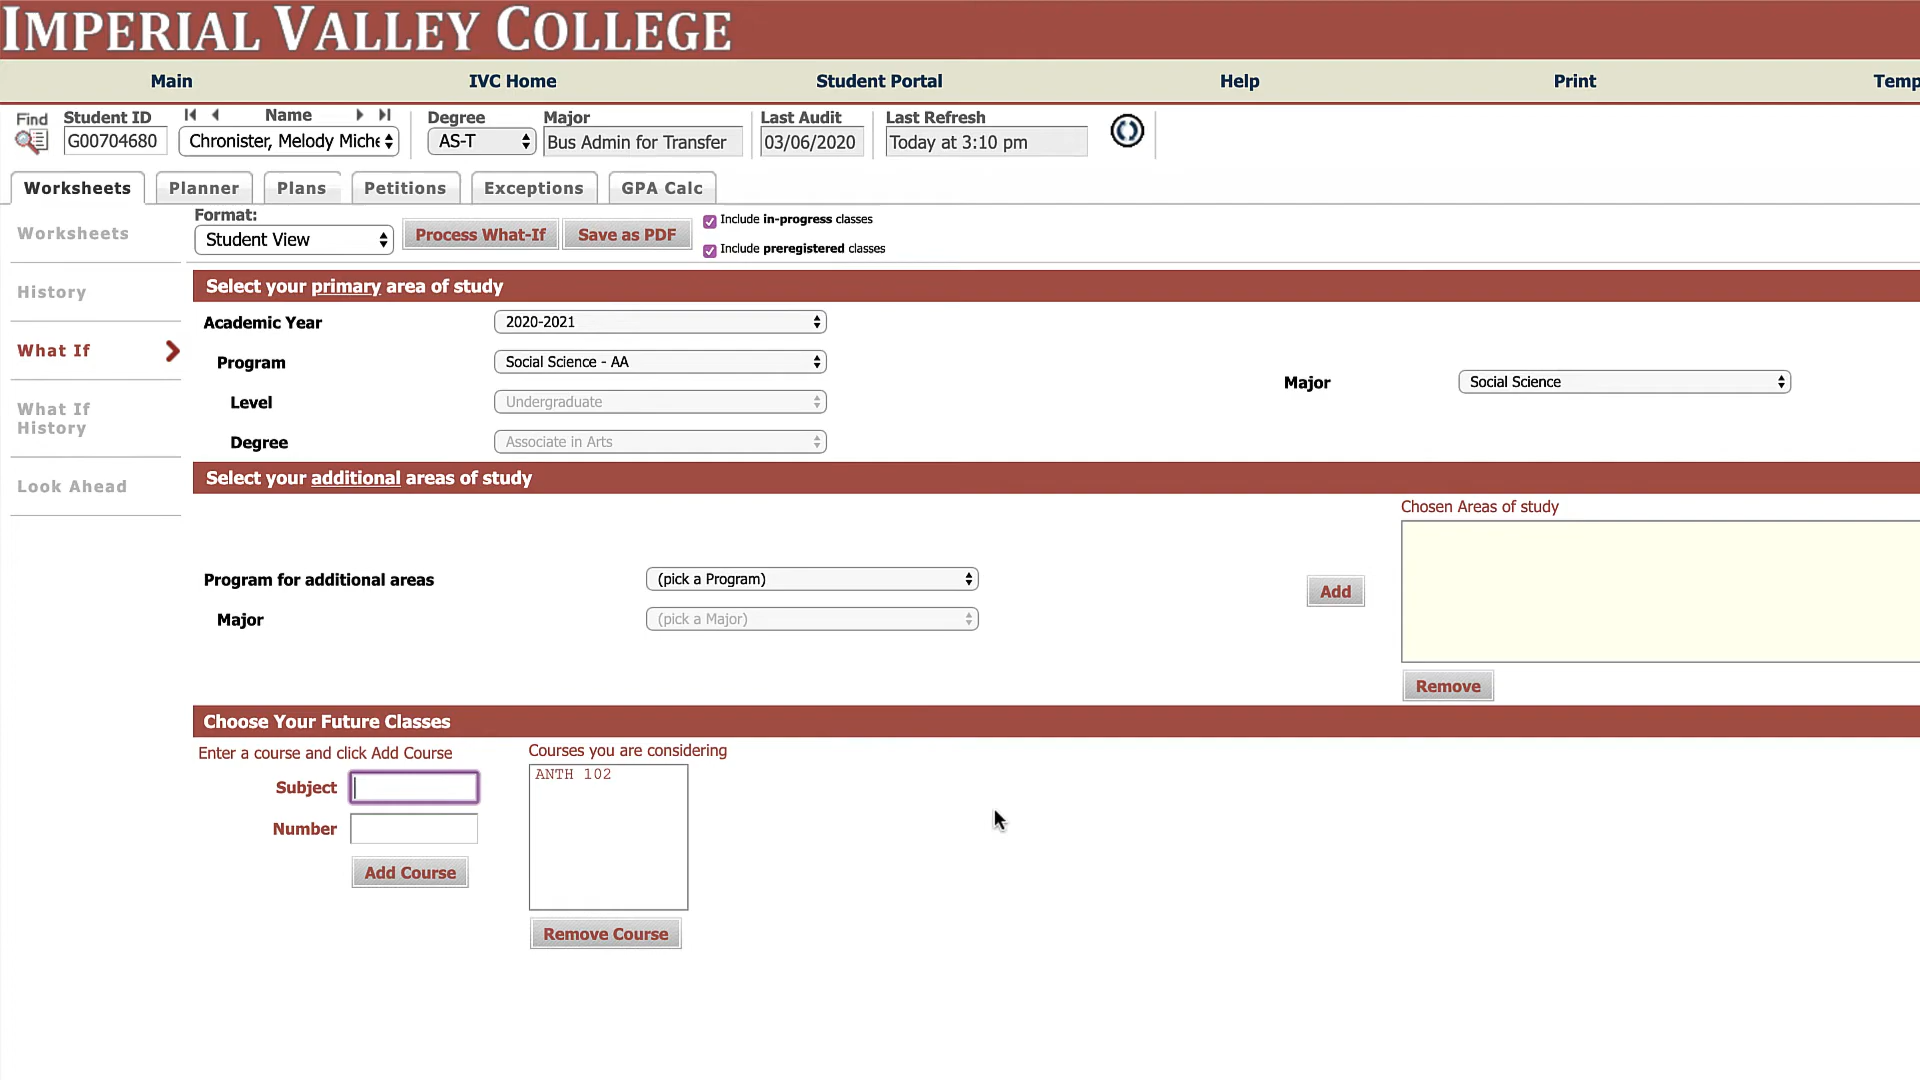 IMPERIAL VALLEY COLLEGE
Main IVC Home Student Portal Help Print Temp
Find Student ID Name Degree Major Last Audit Last Refresh
G00704680 Chronister, Melody Miche AS-T Bus Admin for Transfer 03/06/2020 Today at 3:10 pm
Worksheets Planner Plans Petitions Exceptions GPA Calc
Format:
Student View Process What-If Save as PDF
Include in-progress classes
Include preregistered classes
Worksheets
History
What If
What If
History
Look Ahead
Select your primary area of study
Academic Year 2020-2021
Program Social Science - AA
Major Social Science
Level Undergraduate
Degree Associate in Arts
Select your additional areas of study
Chosen Areas of study
Program for additional areas (pick a Program)
Add
Major (pick a Major)
Remove
Choose Your Future Classes
Enter a course and click Add Course Courses you are considering
ANTH 102
Subject
Number
Add Course
Remove Course